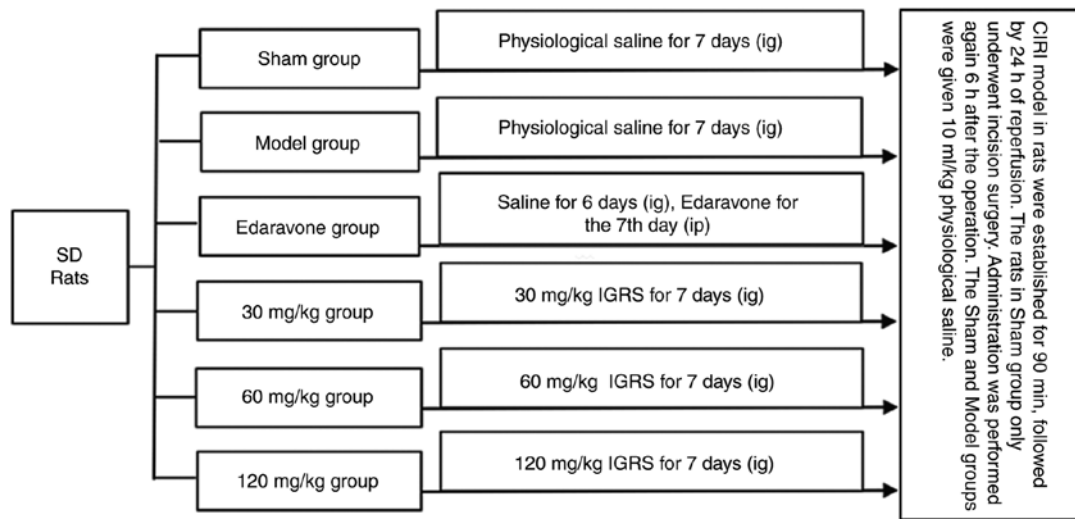 SD
Rats
Sham group
Physiological saline for 7 days (ig)
Model group
Physiological saline for 7 days (ig)
Edaravone group
Saline for 6 days (ig), Edaravone for
the 7th day (ip)
30 mg/kg group
30 mg/kg IGRS for 7 days (ig)
60 mg/kg group
60 mg/kg IGRS for 7 days (ig)
120 mg/kg group
120 mg/kg IGRS for 7 days (ig)
CIRI model in rats were established for 90 min, followed
by 24 h of reperfusion. The rats in Sham group only
underwent incision surgery. Administration was performed
again 6 h after the operation. The Sham and Model groups
were given 10 ml/kg physiological saline.